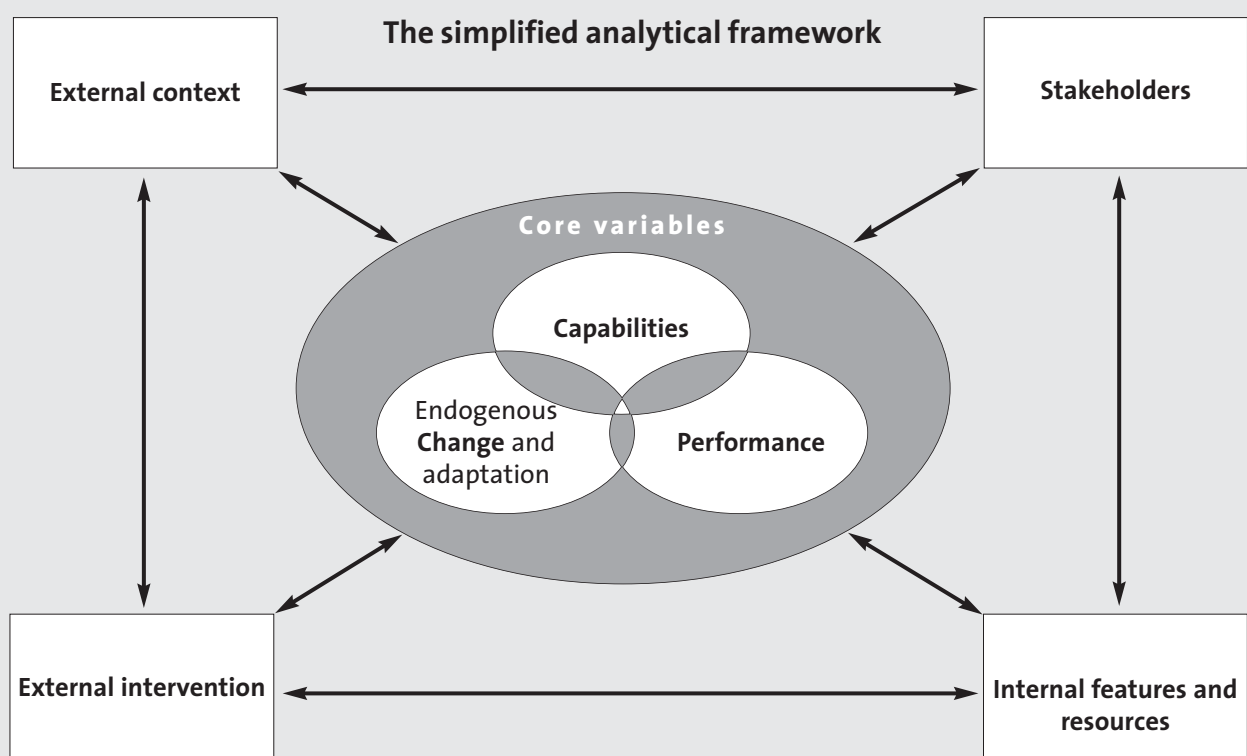 The simplified analytical framework
External context
Stakeholders
Core variables
Capabilities
Endogenous
Change and
adaptation
Performance
External intervention
Internal features and
resources